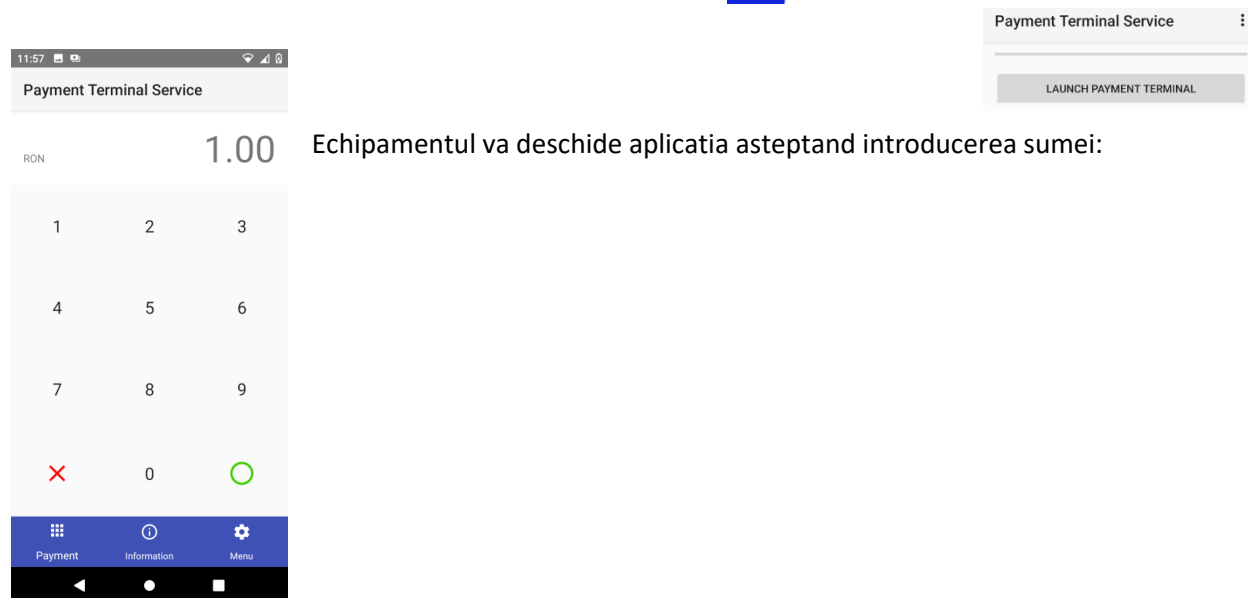 Payment Terminal Service
LAUNCH PAYMENT TERMINAL
11:57
Payment Terminal Service
RON 1.00
Echipamentul va deschide aplicatia asteptand introducerea sumei:
1 2 3
4 5 6
7 8 9
0
Payment Information Menu